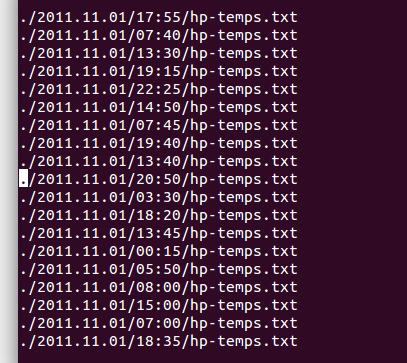 ./2011.11.01/17:55/hp-temps.txt
./2011.11.01/07:40/hp-temps.txt
./2011.11.01/13:30/hp-temps.txt
./2011.11.01/19:15/hp-temps.txt
./2011.11.01/22:25/hp-temps.txt
./2011.11.01/14:50/hp-temps.txt
./2011.11.01/07:45/hp-temps.txt
./2011.11.01/19:40/hp-temps.txt
./2011.11.01/13:40/hp-temps.txt
./2011.11.01/20:50/hp-temps.txt
./2011.11.01/03:30/hp-temps.txt
./2011.11.01/18:20/hp-temps.txt
./2011.11.01/13:45/hp-temps.txt
./2011.11.01/00:15/hp-temps.txt
./2011.11.01/05:50/hp-temps.txt
./2011.11.01/08:00/hp-temps.txt
./2011.11.01/15:00/hp-temps.txt
./2011.11.01/07:00/hp-temps.txt
./2011.11.01/18:35/hp-temps.txt